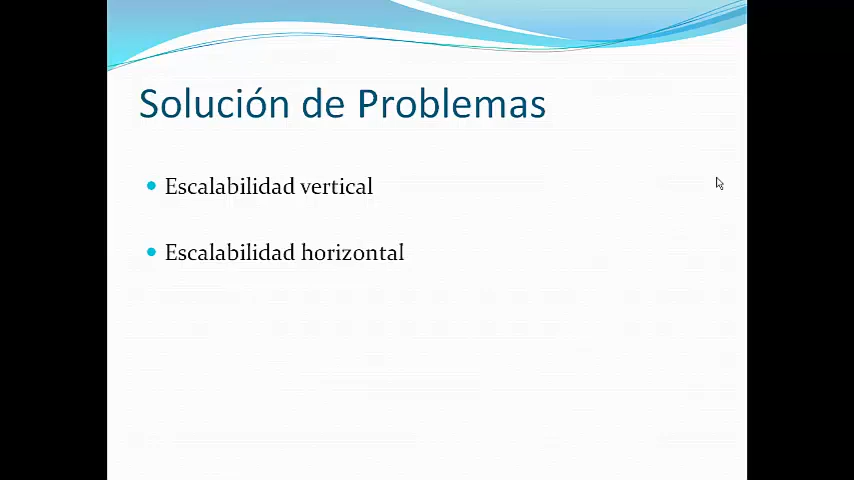 Solución de Problemas
• Escalabilidad vertical
• Escalabilidad horizontal